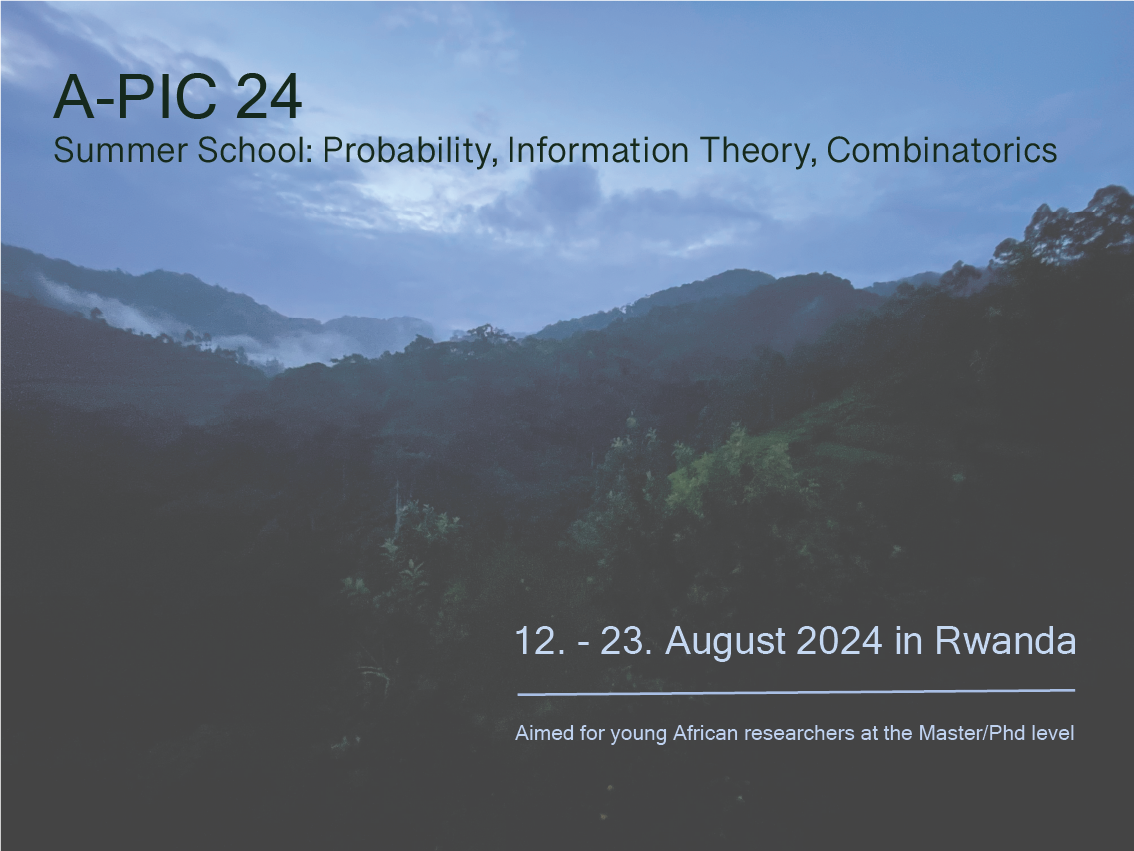 A-PIC 24
Summer School: Probability, Information Theory, Combinatorics
12. - 23. August 2024 in Rwanda
Aimed for young African researchers at the Master/Phd level